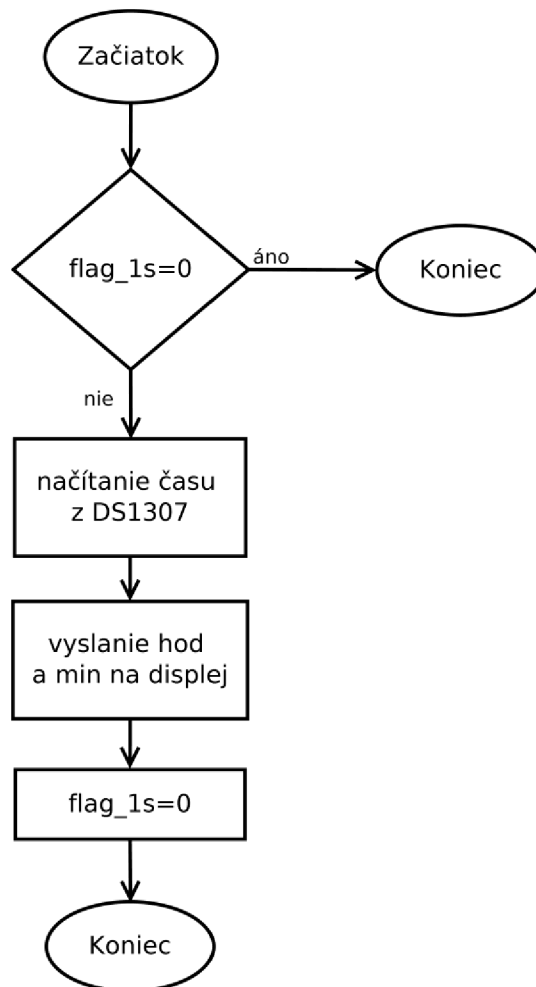 Začiatok
flag_1s=0
áno
Koniec
nie
načítanie času
z DS1307
vyslanie hod
a min na displej
flag_1s=0
Koniec